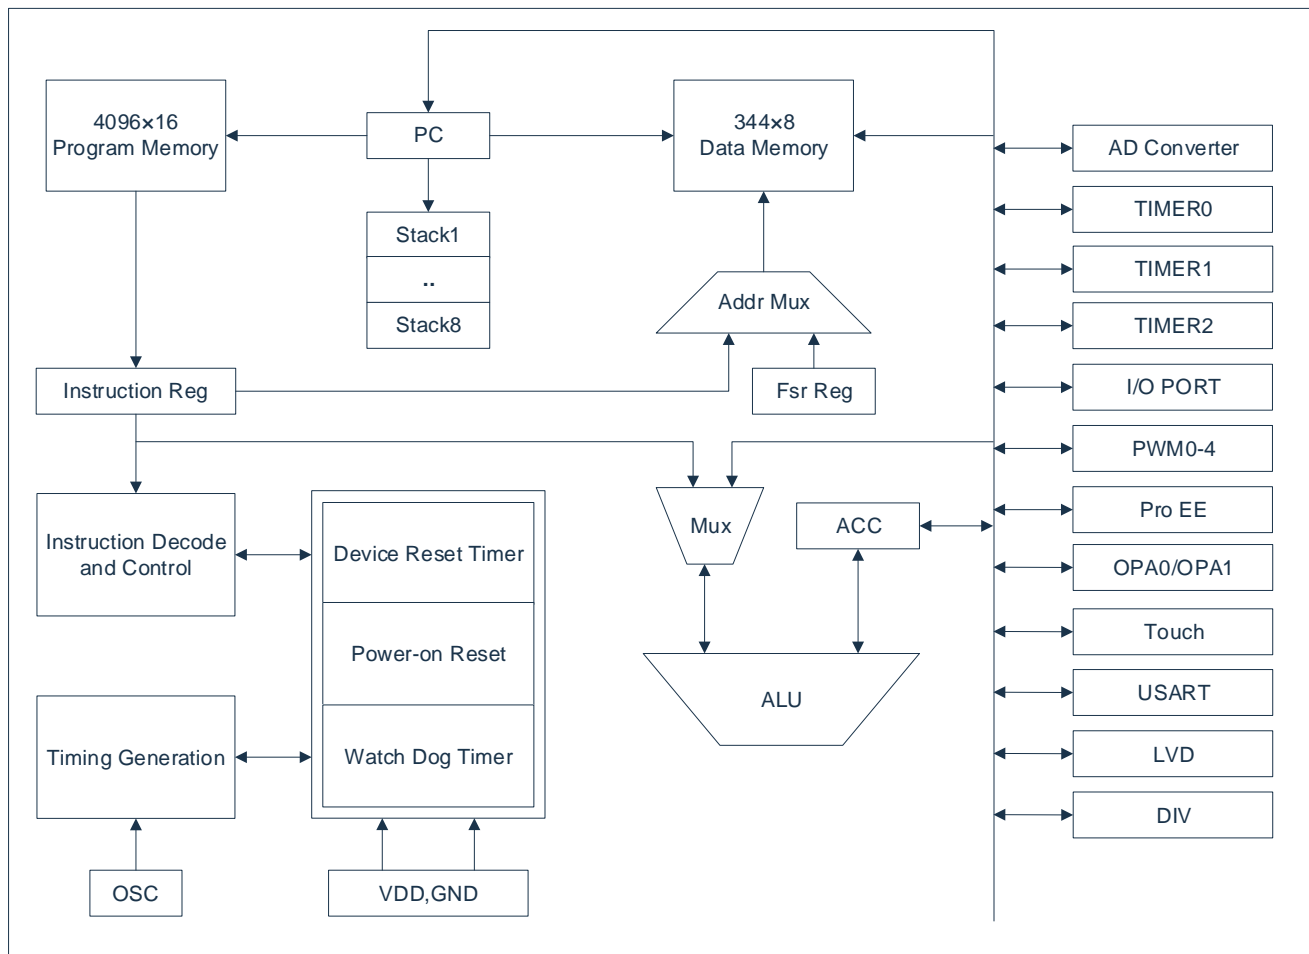 4096×16
Program Memory
PC
344×8
Data Memory
AD Converter
TIMER0
Stack1
..
Stack8
TIMER1
Addr Mux
TIMER2
Instruction Reg
Fsr Reg
I/O PORT
PWM0-4
Instruction Decode
and Control
Device Reset Timer
Mux
ACC
Pro EE
OPA0/OPA1
Power-on Reset
Touch
ALU
USART
Timing Generation
Watch Dog Timer
LVD
DIV
OSC
VDD,GND